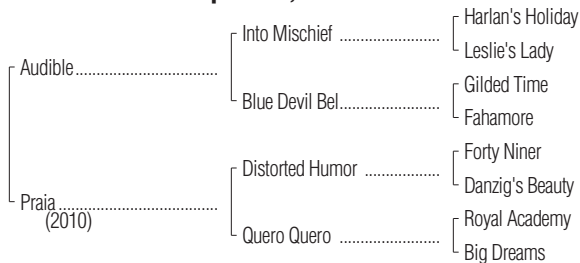 Harlan's Holiday
Into Mischief
Leslie's Lady
Audible
Gilded Time
Blue Devil Bel
Fahamore
Forty Niner
Distorted Humor
Danzig's Beauty
Praia
(2010)
Royal Academy
Quero Quero
Big Dreams